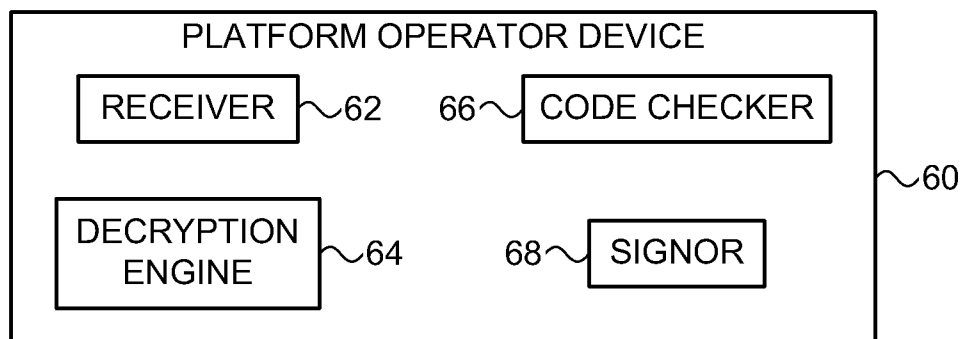 PLATFORM OPERATOR DEVICE
RECEIVER 62
66 CODE CHECKER
60
DECRYPTION
ENGINE
64
68 SIGNOR